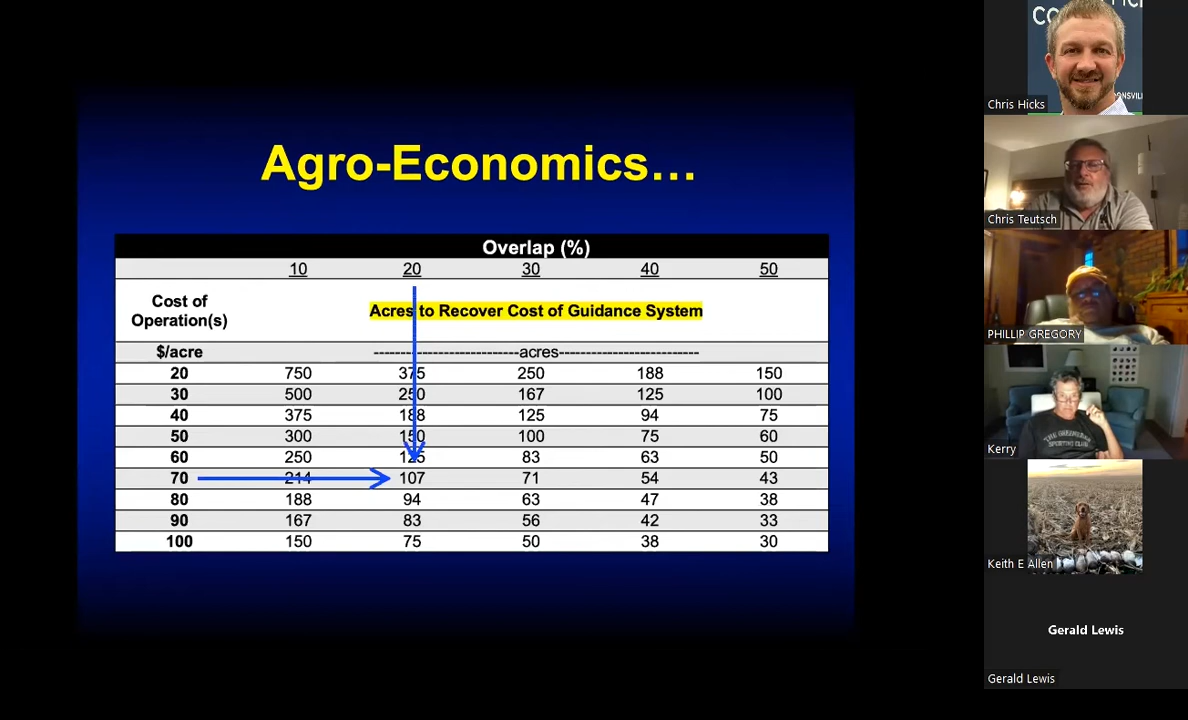 Agro-Economics...
Overlap (%)
10 20 30 40 50
Cost of
Operation(s)
Acres to Recover Cost of Guidance System
$/acre ---------------------------acres--------------------------
20 750 375 250 188 150
30 500 250 167 125 100
40 375 188 125 94 75
50 300 150 100 75 60
60 250 125 83 63 50
70 214 107 71 54 43
80 188 94 63 47 38
90 167 83 56 42 33
100 150 75 50 38 30
Chris Hicks
Chris Teutsch
PHILLIP GREGORY
Kerry
Keith E Allen
Gerald Lewis
Gerald Lewis